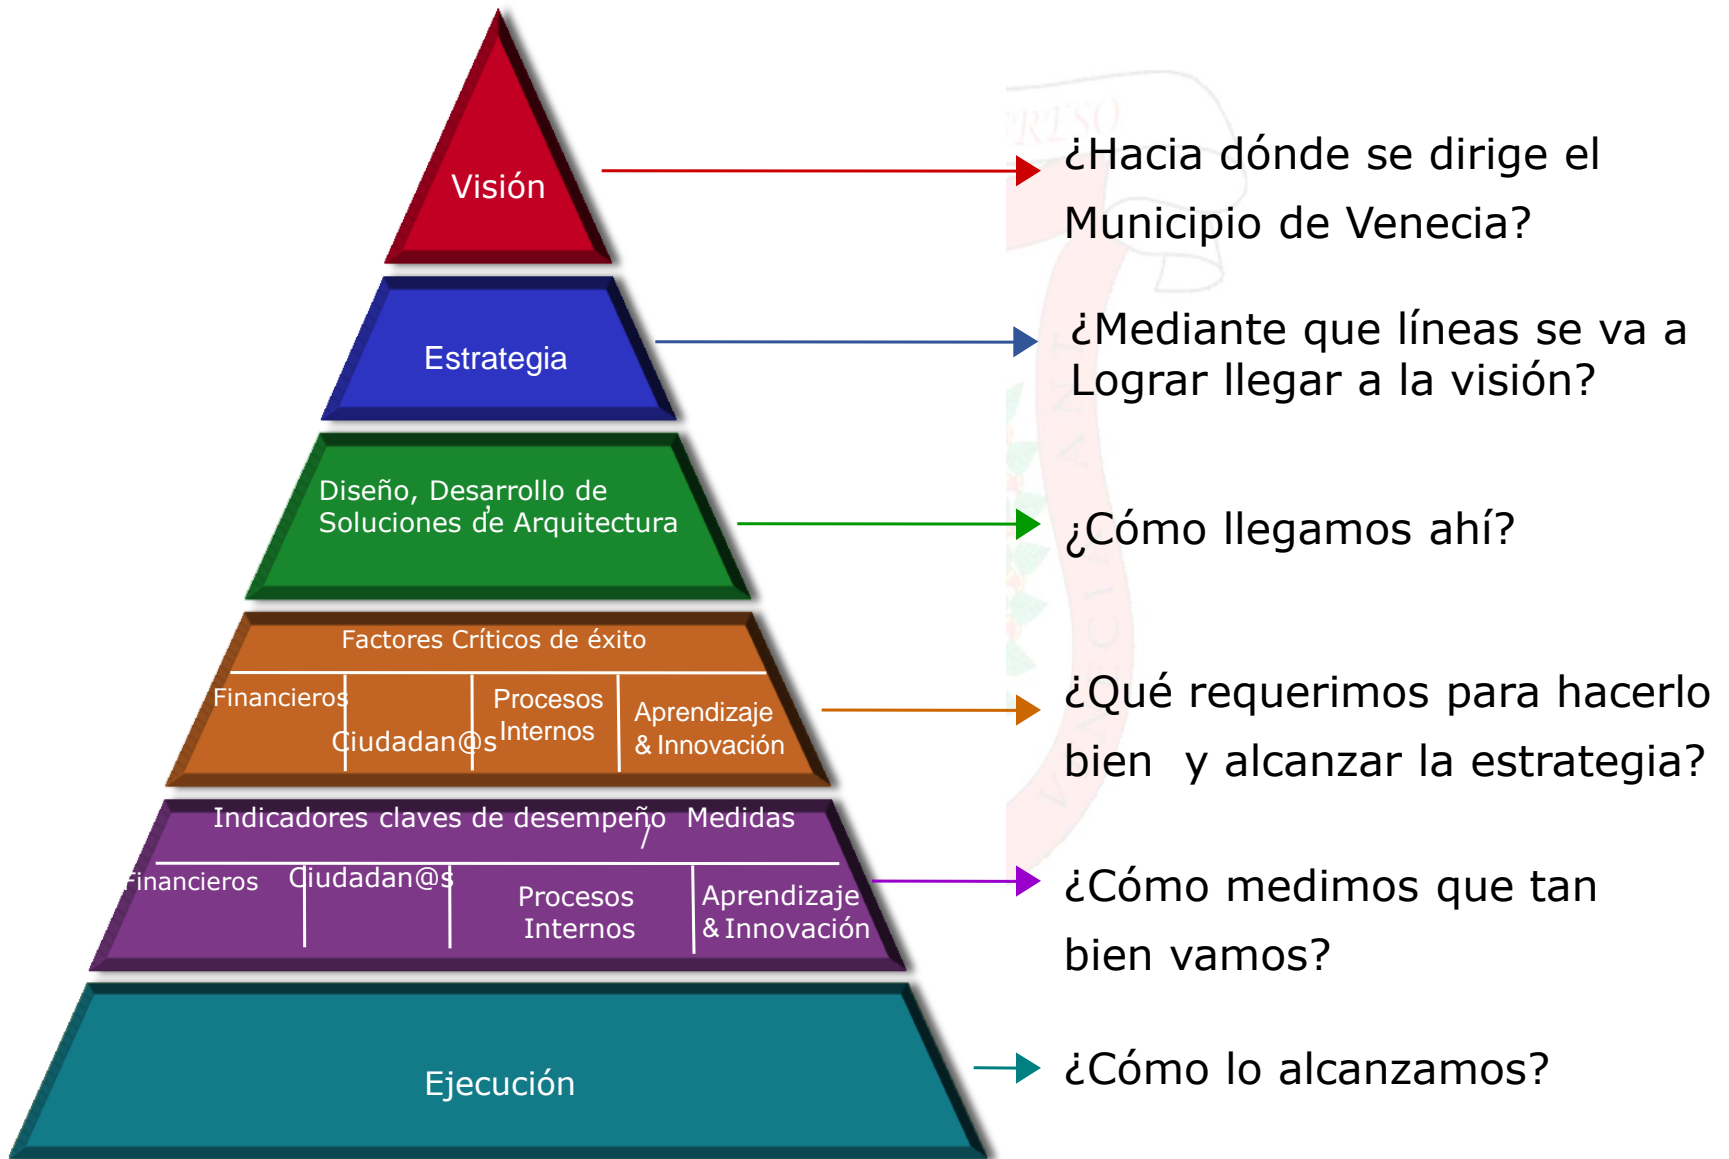 Visión
¿Hacia dónde se dirige el
Municipio de Venecia?
Estrategia
¿Mediante que líneas se va a
Lograr llegar a la visión?
Diseño, Desarrollo de
,
Soluciones de Arquitectura
¿Cómo llegamos ahí?
Factores Críticos de éxito
Financieros
Ciudadan@s
Procesos
Internos
Aprendizaje
& Innovación
¿Qué requerimos para hacerlo
bien y alcanzar la estrategia?
Indicadores claves de desempeño / Medidas
Financieros
Ciudadan@s
Procesos
Internos
Aprendizaje
& Innovación
¿Cómo medimos que tan
bien vamos?
Ejecución
¿Cómo lo alcanzamos?